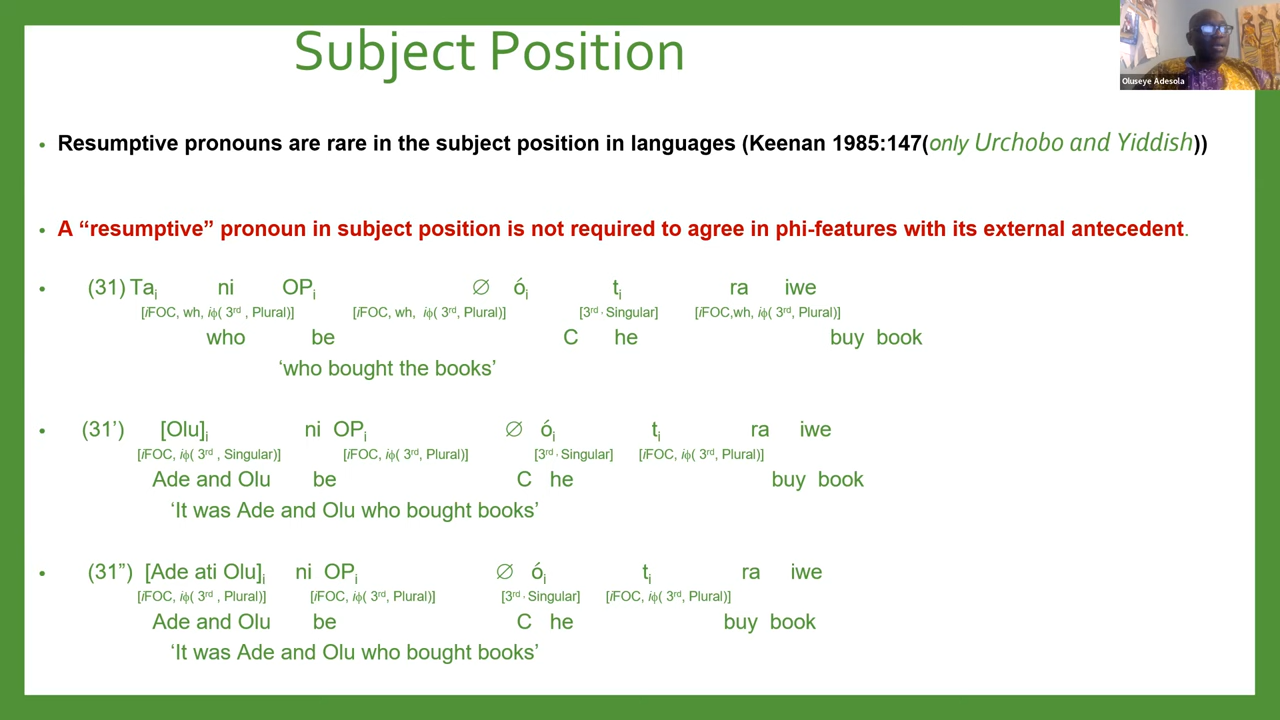 Subject Position
Oluseye Adesola
• Resumptive pronouns are rare in the subject position in languages (Keenan 1985:147(only Urchobo and Yiddish))
• A “resumptive” pronoun in subject position is not required to agree in phi-features with its external antecedent.
• (31) Taᵢ ni OPᵢ ∅ óᵢ tᵢ ra iwe
[iFOC, wh, iϕ( 3rd , Plural)] [iFOC, wh, iϕ( 3rd, Plural)] [3rd . Singular] [iFOC,wh, iϕ( 3rd, Plural)]
who be C he buy book
‘who bought the books’
• (31’) [Olu]ᵢ ni OPᵢ ∅ óᵢ tᵢ ra iwe
[iFOC, iϕ( 3rd , Singular)] [iFOC, iϕ( 3rd, Plural)] [3rd . Singular] [iFOC, iϕ( 3rd, Plural)]
Ade and Olu be C he buy book
‘It was Ade and Olu who bought books’
• (31”) [Ade ati Olu]ᵢ ni OPᵢ ∅ óᵢ tᵢ ra iwe
[iFOC, iϕ( 3rd , Plural)] [iFOC, iϕ( 3rd, Plural)] [3rd . Singular] [iFOC, iϕ( 3rd, Plural)]
Ade and Olu be C he buy book
‘It was Ade and Olu who bought books’